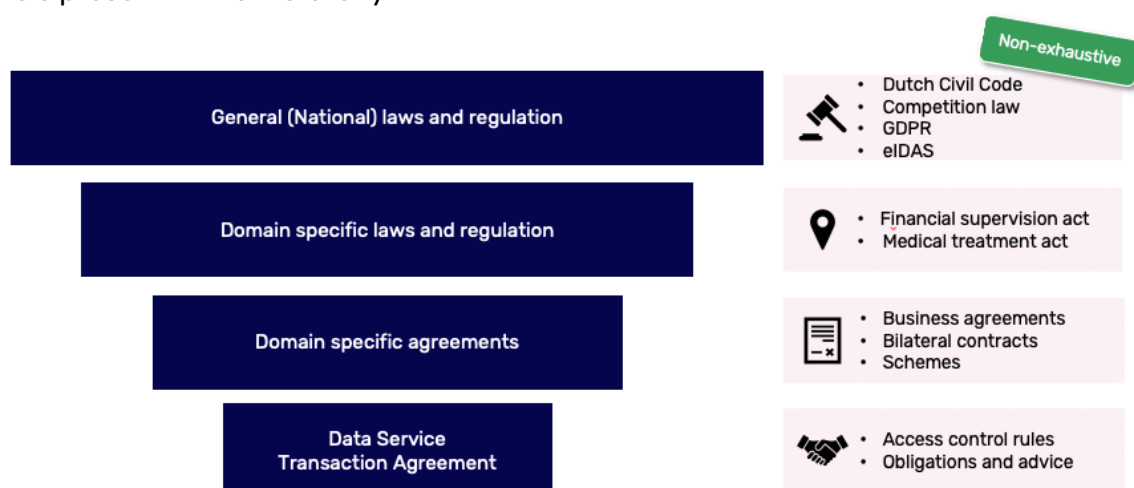 Non-exhaustive
General (National) laws and regulation
• Dutch Civil Code
• Competition law
• GDPR
• eIDAS
Domain specific laws and regulation
• Financial supervision act
• Medical treatment act
Domain specific agreements
• Business agreements
• Bilateral contracts
• Schemes
Data Service
Transaction Agreement
• Access control rules
• Obligations and advice